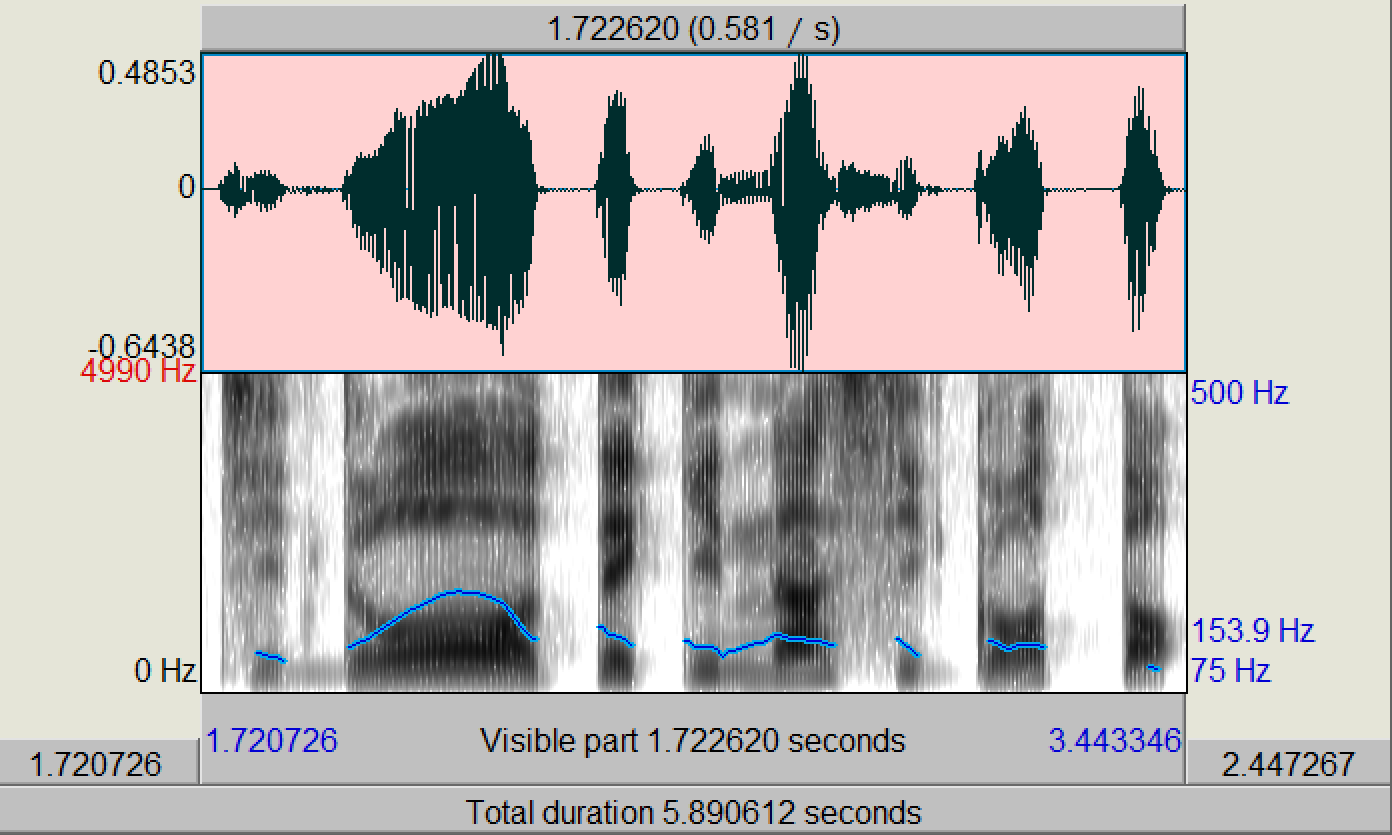 1.722620 (0.581 / s)
0.4853
0
-0.6438
4990 Hz
500 Hz
153.9 Hz
0 Hz
75 Hz
1.720726
Visible part 1.722620 seconds
3.443346
1.720726
2.447267
Total duration 5.890612 seconds